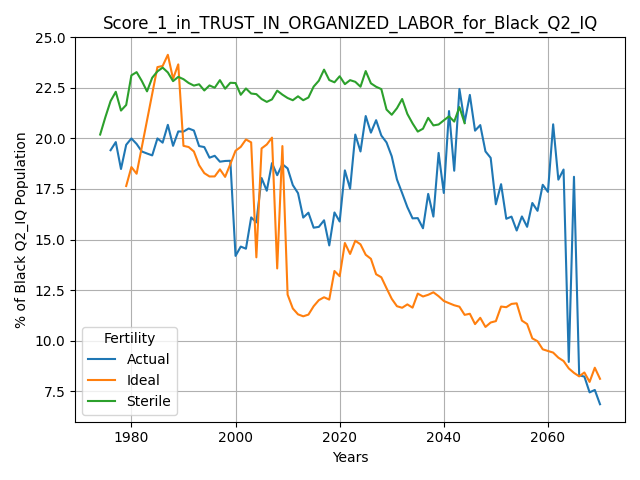 Score_1_in_TRUST_IN_ORGANIZED_LABOR_for_Black_Q2_IQ
% of Black Q2_IQ Population
25.0
22.5
20.0
17.5
15.0
12.5
10.0
7.5
Fertility
Actual
Ideal
Sterile
1980 2000 2020 2040 2060
Years